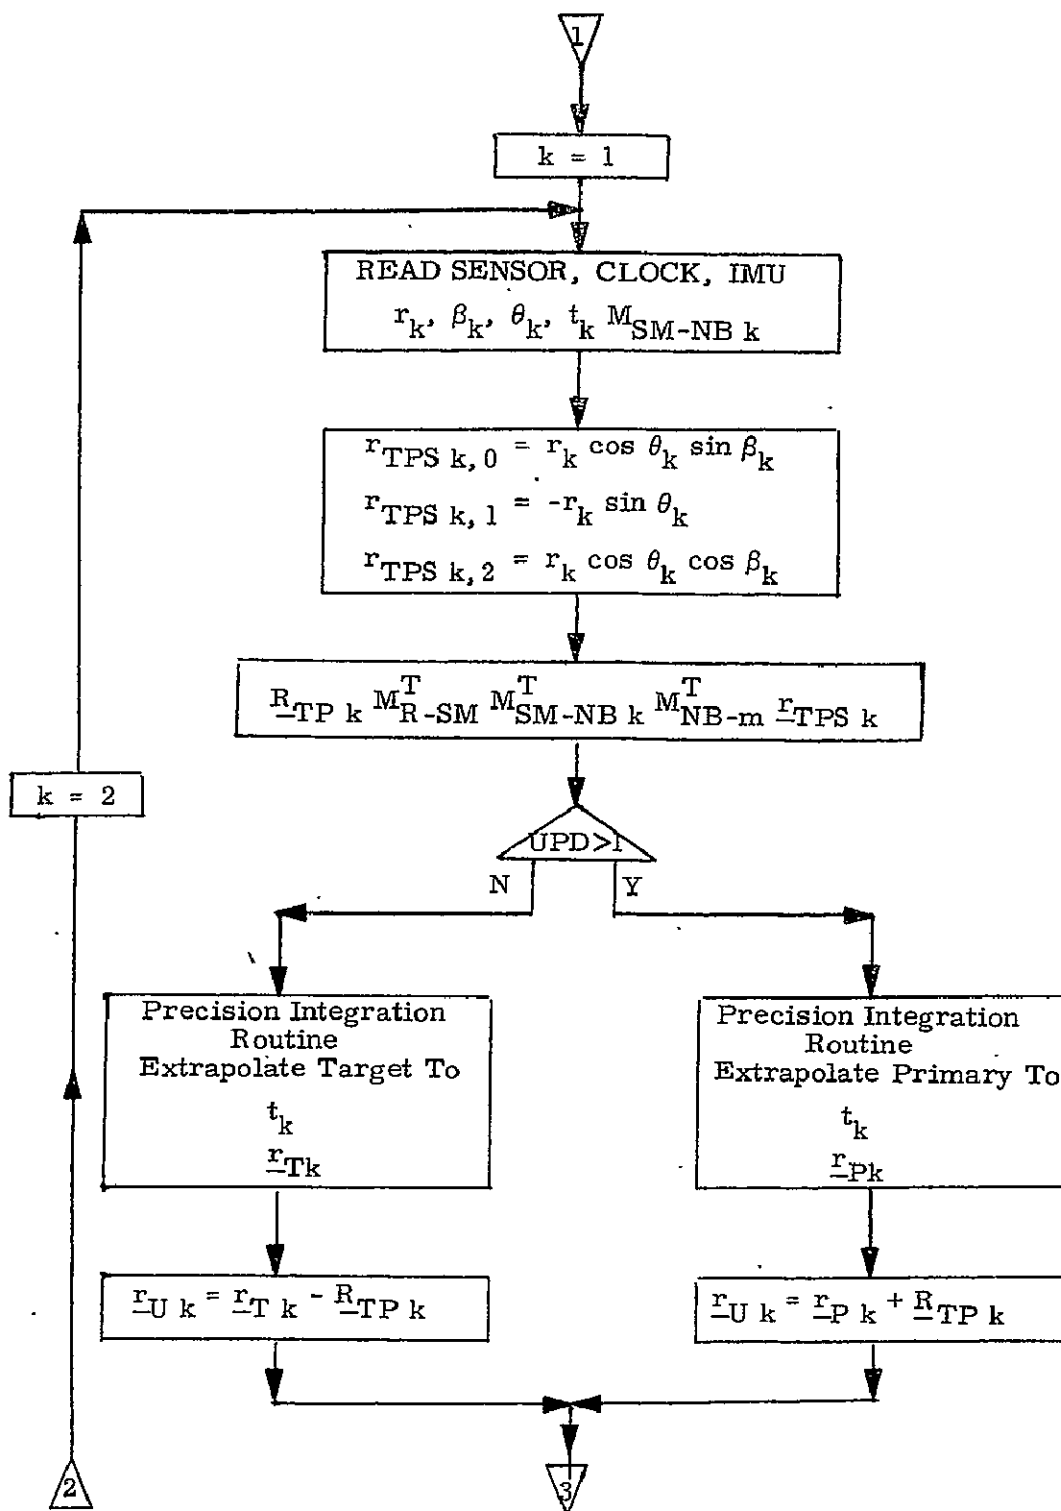 1
k = 1
READ SENSOR, CLOCK, IMU
r_k, β_k, θ_k, t_k M_SM-NB k
r_TPS k, 0 = r_k cos θ_k sin β_k
r_TPS k, 1 = -r_k sin θ_k
r_TPS k, 2 = r_k cos θ_k cos β_k
R_TP k M^T_R-SM M^T_SM-NB k M^T_NB-m r_TPS k
k = 2
UPD>1
N
Y
Precision Integration
Routine
Extrapolate Target To
t_k
r_Tk
r_U k = r_T k - R_TP k
Precision Integration
Routine
Extrapolate Primary To
t_k
r_Pk
r_U k = r_P k + R_TP k
2
3